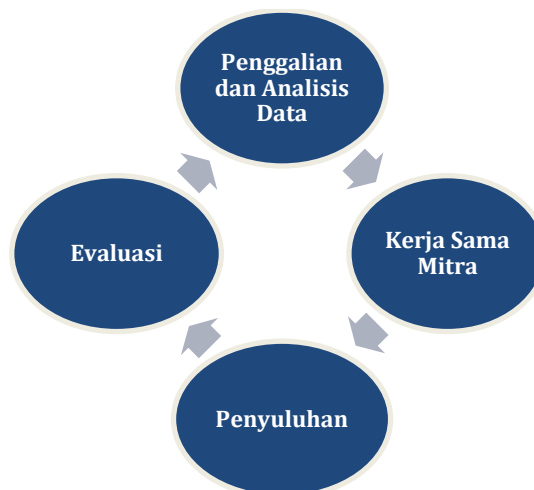 Penggalian
dan Analisis
Data
Kerja Sama
Mitra
Penyuluhan
Evaluasi